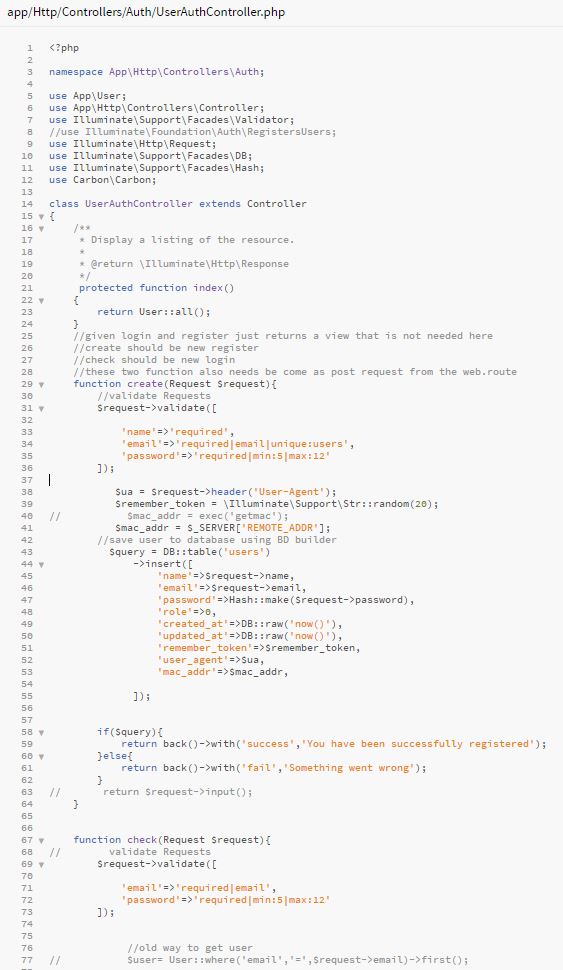 app/Http/Controllers/Auth/UserAuthController.php
1 <?php
2
3 namespace App\Http\Controllers\Auth;
4
5 use App\User;
6 use App\Http\Controllers\Controller;
7 use Illuminate\Support\Facades\Validator;
8 //use Illuminate\Foundation\Auth\RegistersUsers;
9 use Illuminate\Http\Request;
10 use Illuminate\Support\Facades\DB;
11 use Illuminate\Support\Facades\Hash;
12 use Carbon\Carbon;
13
14 class UserAuthController extends Controller
15 {
16 /**
17 * Display a listing of the resource.
18 *
19 * @return \Illuminate\Http\Response
20 */
21 protected function index()
22 {
23 return User::all();
24 }
25 //given login and register just returns a view that is not needed here
26 //create should be new register
27 //check should be new login
28 //these two function also needs be come as post request from the web.route
29 function create(Request $request){
30 //validate Requests
31 $request->validate([
32
33 'name'=>'required',
34 'email'=>'required|email|unique:users',
35 'password'=>'required|min:5|max:12'
36 ]);
37
38 $ua = $request->header('User-Agent');
39 $remember_token = \Illuminate\Support\Str::random(20);
40 // $mac_addr = exec('getmac');
41 $mac_addr = $_SERVER['REMOTE_ADDR'];
42 //save user to database using BD builder
43 $query = DB::table('users')
44 ->insert([
45 'name'=>$request->name,
46 'email'=>$request->email,
47 'password'=>Hash::make($request->password),
48 'role'=>0,
49 'created_at'=>DB::raw('now()'),
50 'updated_at'=>DB::raw('now()'),
51 'remember_token'=>$remember_token,
52 'user_agent'=>$ua,
53 'mac_addr'=>$mac_addr,
54
55 ]);
56
57
58 if($query){
59 return back()->with('success','You have been successfully registered');
60 }else{
61 return back()->with('fail','Something went wrong');
62 }
63 // return $request->input();
64 }
65
66
67 function check(Request $request){
68 // validate Requests
69 $request->validate([
70
71 'email'=>'required|email',
72 'password'=>'required|min:5|max:12'
73 ]);
74
75
76 //old way to get user
77 // $user= User::where('email','=',$request->email)->first();